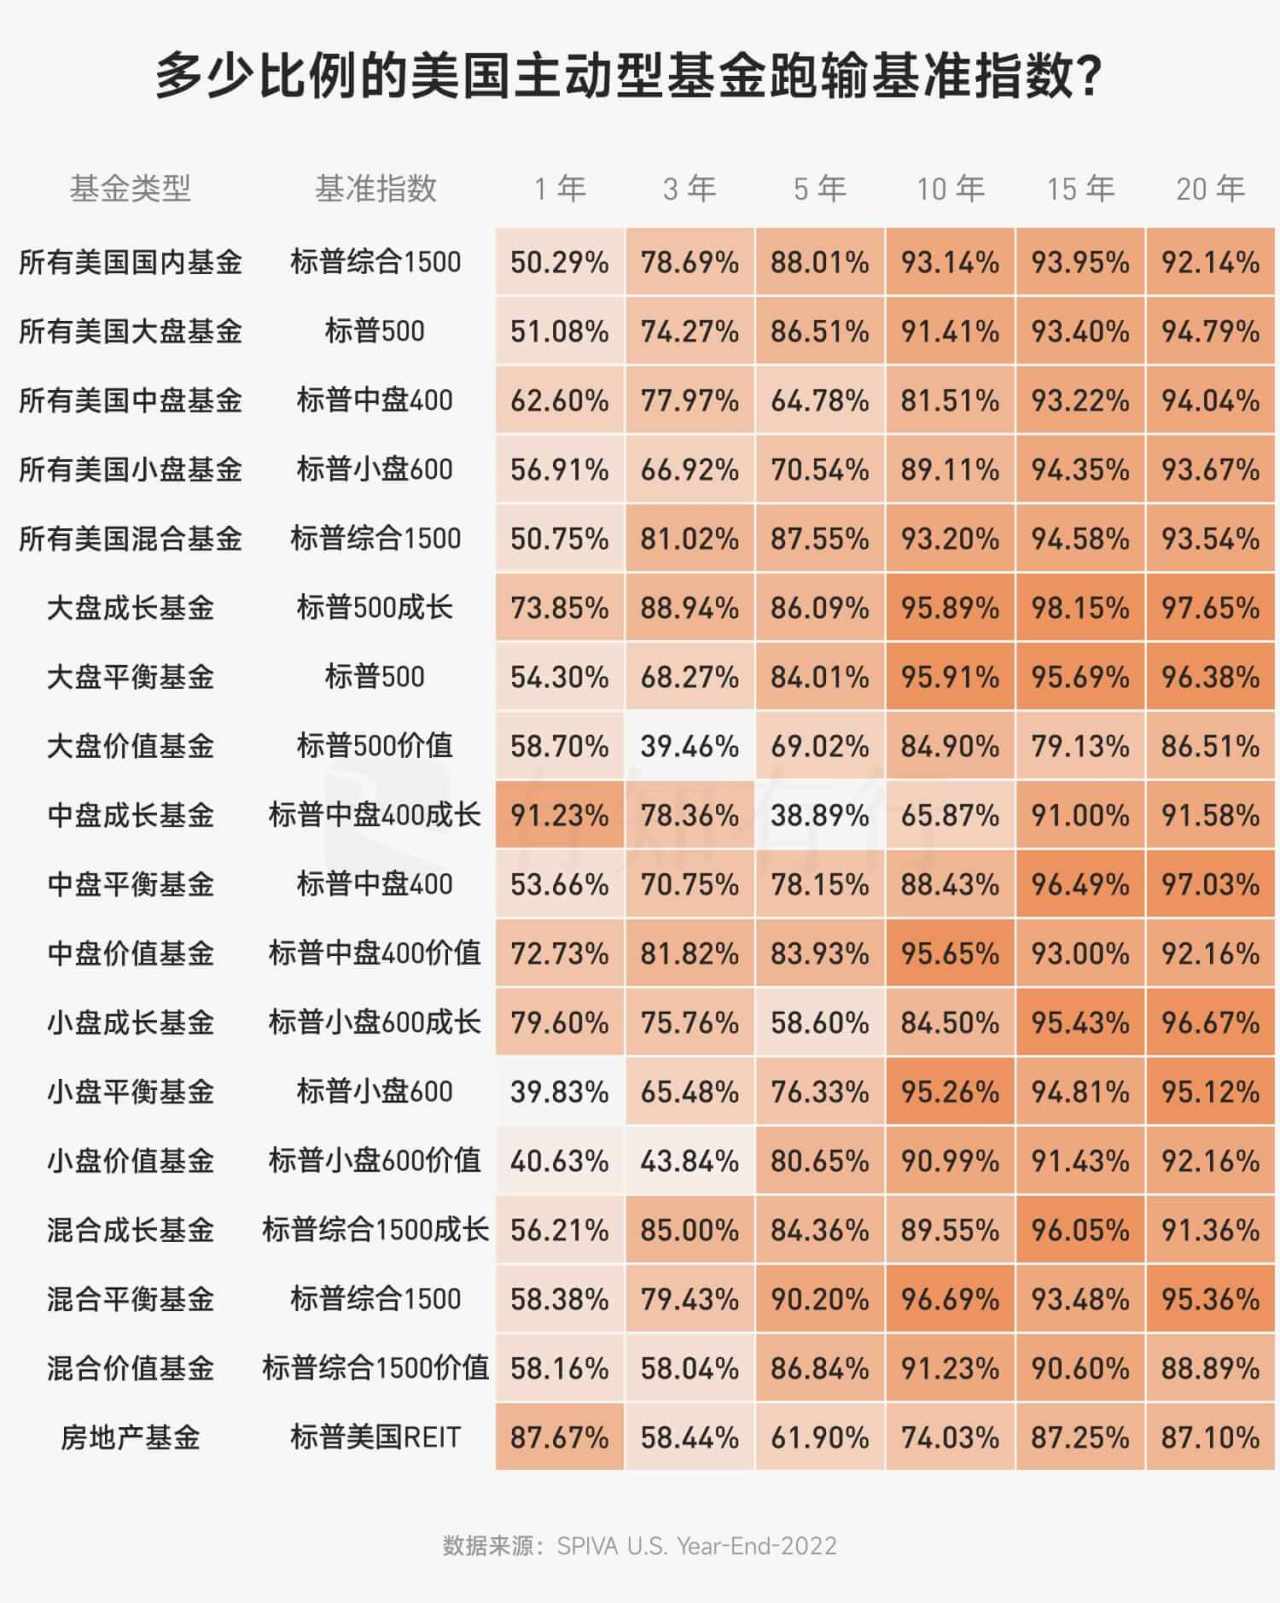 多少比例的美国主动型基金跑输基准指数？
基金类型 基准指数 1 年 3 年 5 年 10 年 15 年 20 年
所有美国国内基金 标普综合1500 50.29% 78.69% 88.01% 93.14% 93.95% 92.14%
所有美国大盘基金 标普500 51.08% 74.27% 86.51% 91.41% 93.40% 94.79%
所有美国中盘基金 标普中盘400 62.60% 77.97% 64.78% 81.51% 93.22% 94.04%
所有美国小盘基金 标普小盘600 56.91% 66.92% 70.54% 89.11% 94.35% 93.67%
所有美国混合基金 标普综合1500 50.75% 81.02% 87.55% 93.20% 94.58% 93.54%
大盘成长基金 标普500成长 73.85% 88.94% 86.09% 95.89% 98.15% 97.65%
大盘平衡基金 标普500 54.30% 68.27% 84.01% 95.91% 95.69% 96.38%
大盘价值基金 标普500价值 58.70% 39.46% 69.02% 84.90% 79.13% 86.51%
中盘成长基金 标普中盘400成长 91.23% 78.36% 38.89% 65.87% 91.00% 91.58%
有知有行
中盘平衡基金 标普中盘400 53.66% 70.75% 78.15% 88.43% 96.49% 97.03%
中盘价值基金 标普中盘400价值 72.73% 81.82% 83.93% 95.65% 93.00% 92.16%
小盘成长基金 标普小盘600成长 79.60% 75.76% 58.60% 84.50% 95.43% 96.67%
小盘平衡基金 标普小盘600 39.83% 65.48% 76.33% 95.26% 94.81% 95.12%
小盘价值基金 标普小盘600价值 40.63% 43.84% 80.65% 90.99% 91.43% 92.16%
混合成长基金 标普综合1500成长 56.21% 85.00% 84.36% 89.55% 96.05% 91.36%
混合平衡基金 标普综合1500 58.38% 79.43% 90.20% 96.69% 93.48% 95.36%
混合价值基金 标普综合1500价值 58.16% 58.04% 86.84% 91.23% 90.60% 88.89%
房地产基金 标普美国REIT 87.67% 58.44% 61.90% 74.03% 87.25% 87.10%
数据来源：SPIVA U.S. Year-End-2022